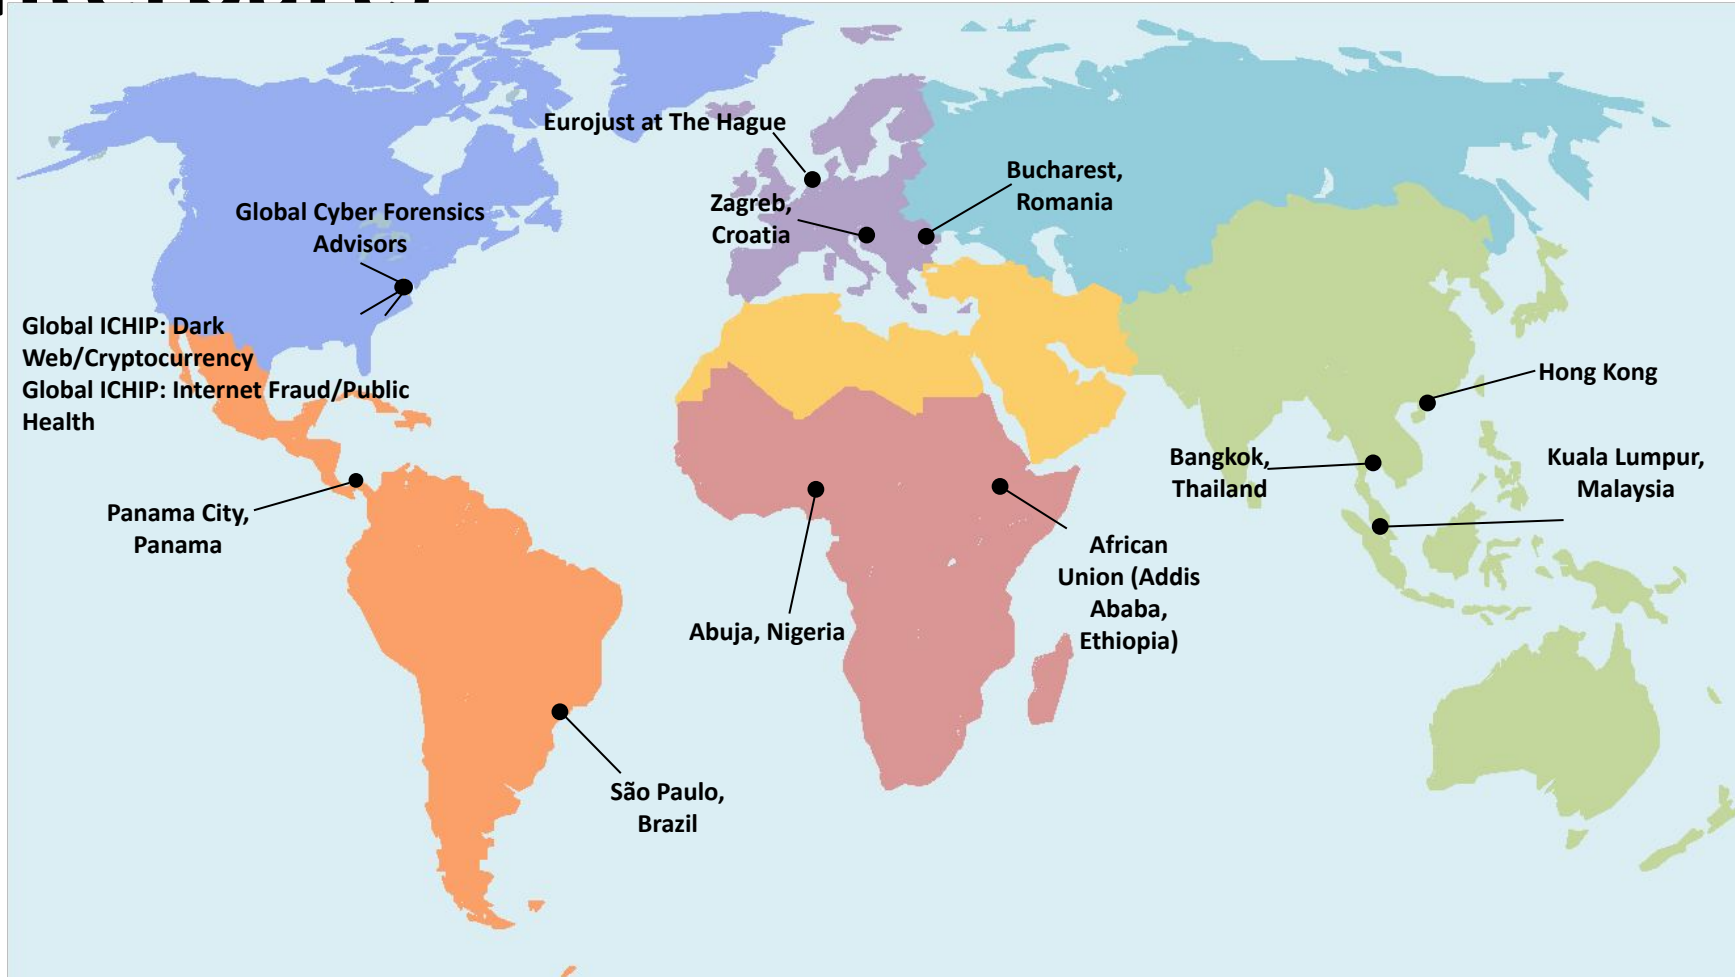 Eurojust at The Hague
Bucharest,
Romania
Zagreb,
Croatia
Global Cyber Forensics
Advisors
Global ICHIP: Dark
Web/Cryptocurrency
Global ICHIP: Internet Fraud/Public
Health
Hong Kong
Bangkok,
Thailand
Kuala Lumpur,
Malaysia
Panama City,
Panama
African
Union (Addis
Ababa,
Ethiopia)
Abuja, Nigeria
São Paulo,
Brazil